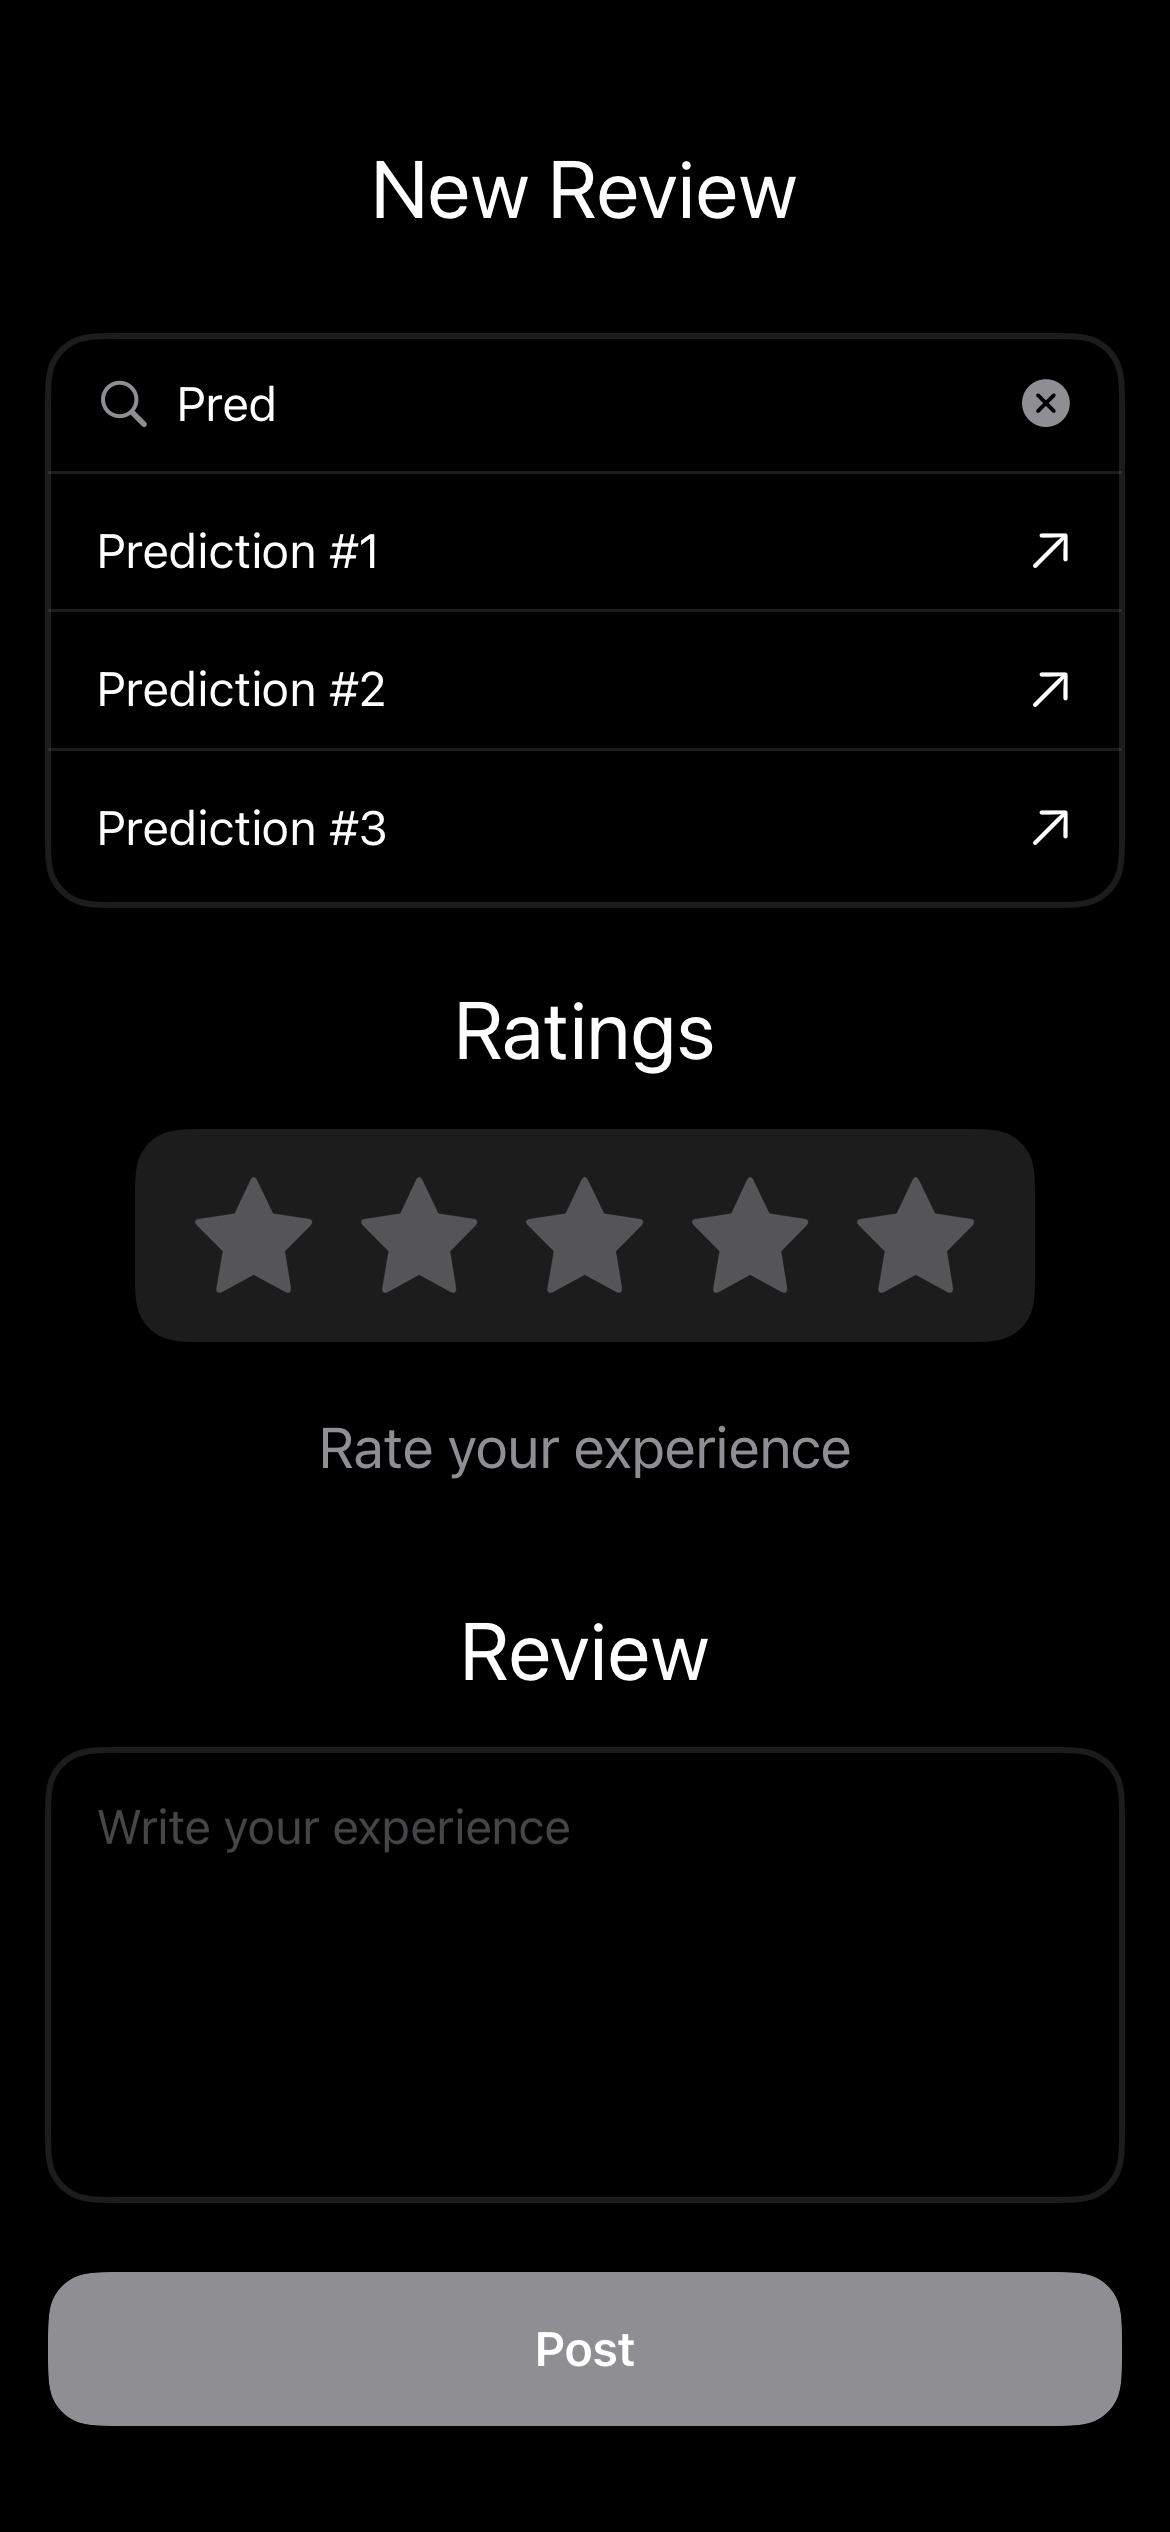 New Review
Pred
Prediction #1
Prediction #2
Prediction #3
Ratings
Rate your experience
Review
Write your experience
Post